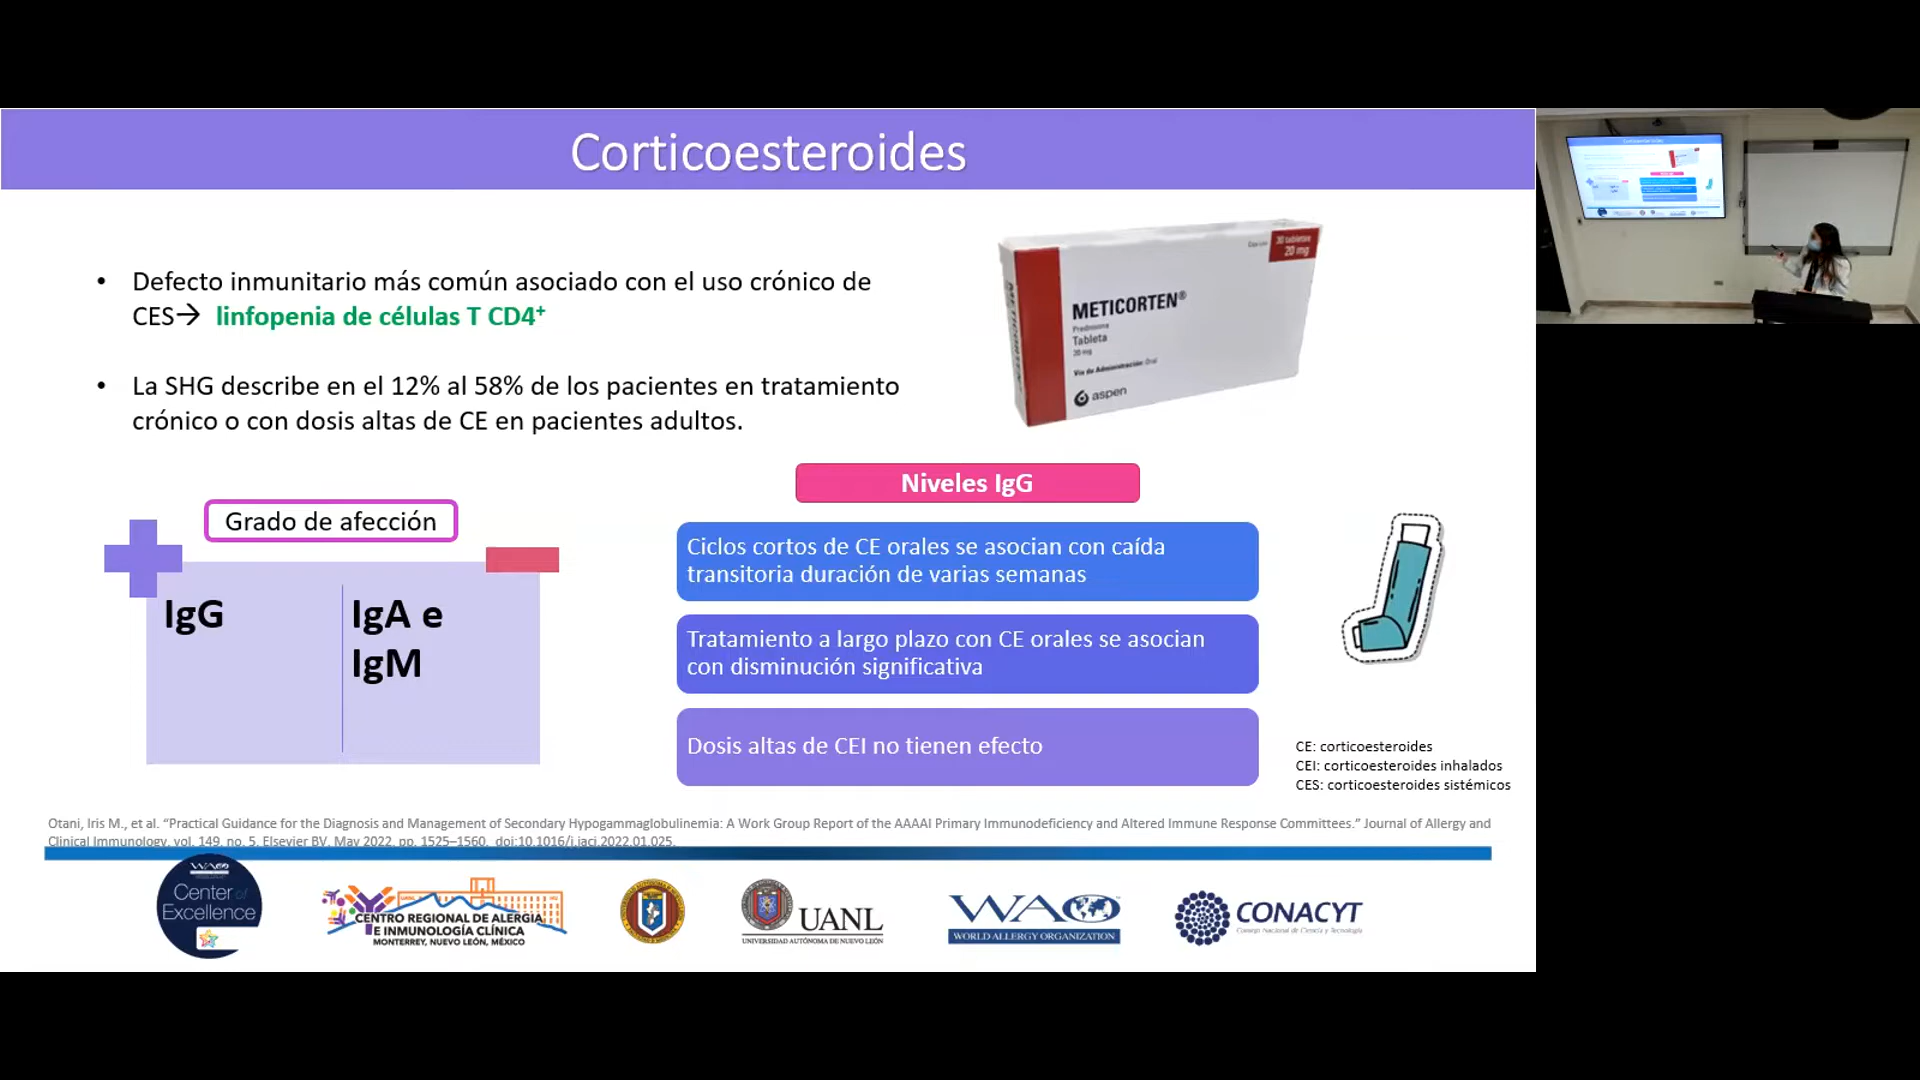 Corticoesteroides
• Defecto inmunitario más común asociado con el uso crónico de
CES→ linfopenia de células T CD4+
• La SHG describe en el 12% al 58% de los pacientes en tratamiento
crónico o con dosis altas de CE en pacientes adultos.
30 tabletas
20 mg
METICORTEN®
Prednisona
Tableta
20 mg
Vía de Administración: Oral
aspen
METICORTEN
Grado de afección
IgG
IgA e
IgM
Niveles IgG
Ciclos cortos de CE orales se asocian con caída
transitoria duración de varias semanas
Tratamiento a largo plazo con CE orales se asocian
con disminución significativa
Dosis altas de CEI no tienen efecto
CE: corticoesteroides
CEI: corticoesteroides inhalados
CES: corticoesteroides sistémicos
Otani, Iris M., et al. “Practical Guidance for the Diagnosis and Management of Secondary Hypogammaglobulinemia: A Work Group Report of the AAAAI Primary Immunodeficiency and Altered Immune Response Committees.” Journal of Allergy and
Clinical Immunology, vol. 149, no. 5, Elsevier BV, May 2022, pp. 1525–1560, doi:10.1016/j.jaci.2022.01.025.
WAO
Center of
Excellence
CENTRO REGIONAL DE ALERGIA
E INMUNOLOGÍA CLÍNICA
MONTERREY, NUEVO LEÓN, MÉXICO
UANL
UNIVERSIDAD AUTÓNOMA DE NUEVO LEÓN
WAO
WORLD ALLERGY ORGANIZATION
CONACYT
Consejo Nacional de Ciencia y Tecnología